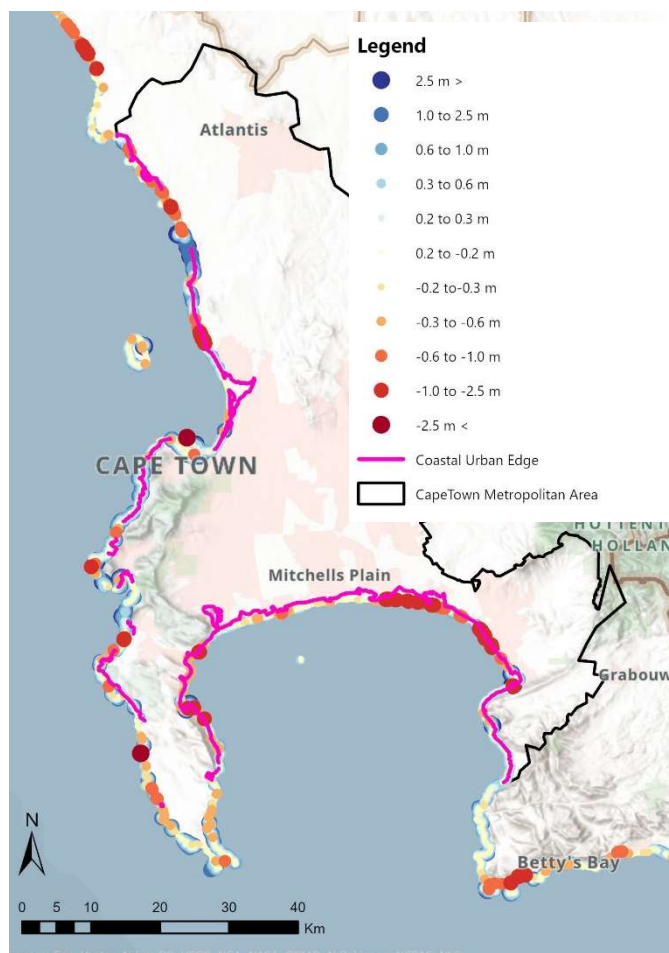 Legend
2.5 m >
1.0 to 2.5 m
0.6 to 1.0 m
0.3 to 0.6 m
0.2 to 0.3 m
0.2 to -0.2 m
-0.2 to-0.3 m
-0.3 to -0.6 m
-0.6 to -1.0 m
-1.0 to -2.5 m
-2.5 m <
Coastal Urban Edge
CapeTown Metropolitan Area
Atlantis
CAPE TOWN
HOLLAN
Mitchells Plain
Grabouw
Betty's Bay
N
0 5 10 20 30 40
Km